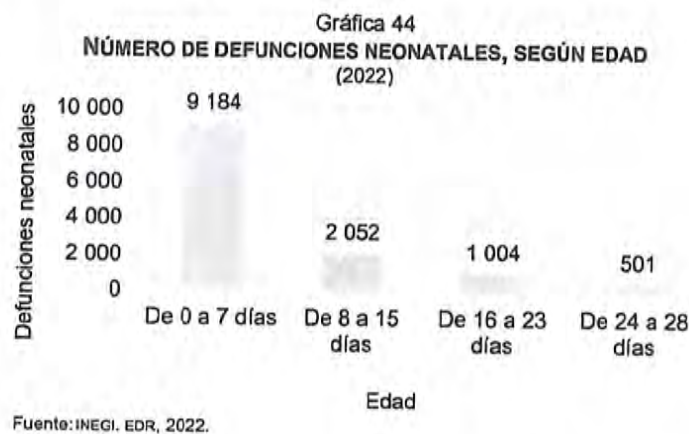 Gráfica 44
NÚMERO DE DEFUNCIONES NEONATALES, SEGÚN EDAD
(2022)
Defunciones neonatales
10 000
8 000
6 000
4 000
2 000
0
9 184
2 052
1 004
501
De 0 a 7 días
De 8 a 15
días
De 16 a 23
días
De 24 a 28
días
Edad
Fuente: INEGI. EDR, 2022.